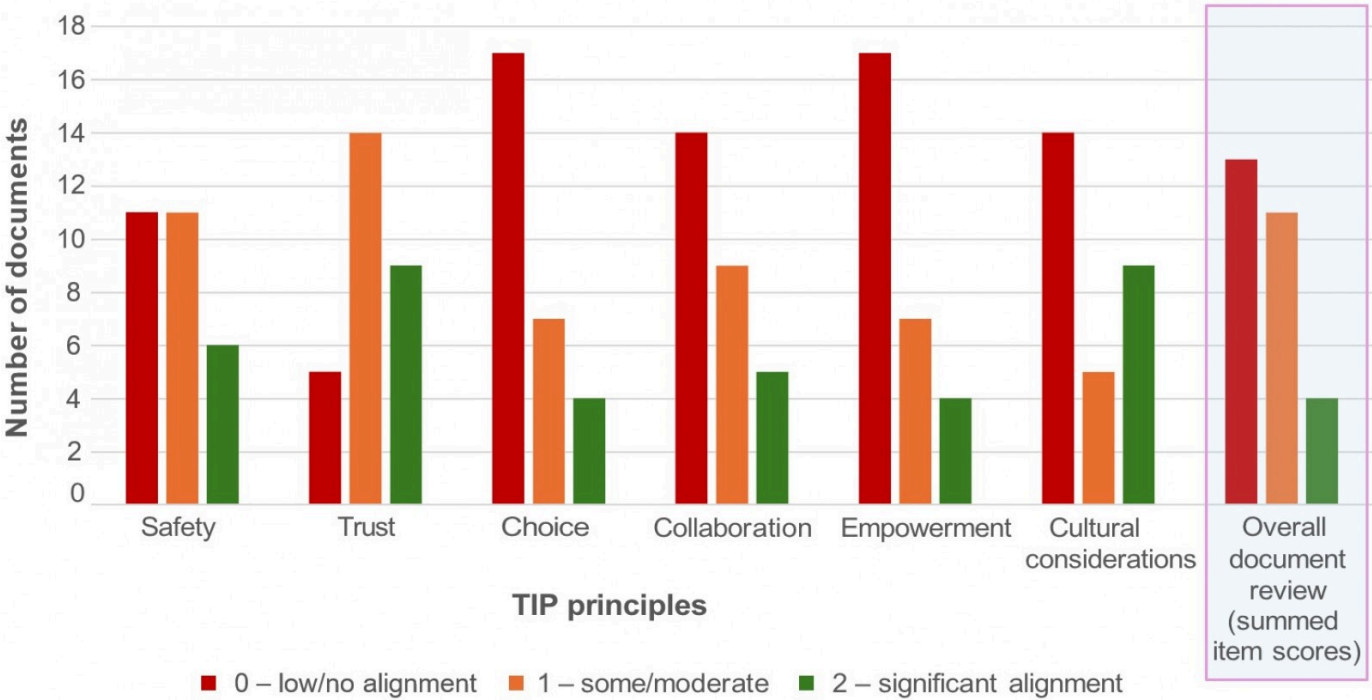 18
16
14
12
10
8
6
4
2
0
Number of documents
Safety
Trust
Choice
Collaboration
Empowerment
Cultural
considerations
Overall
document
review
(summed
item scores)
TIP principles
0 – low/no alignment
1 – some/moderate
2 – significant alignment